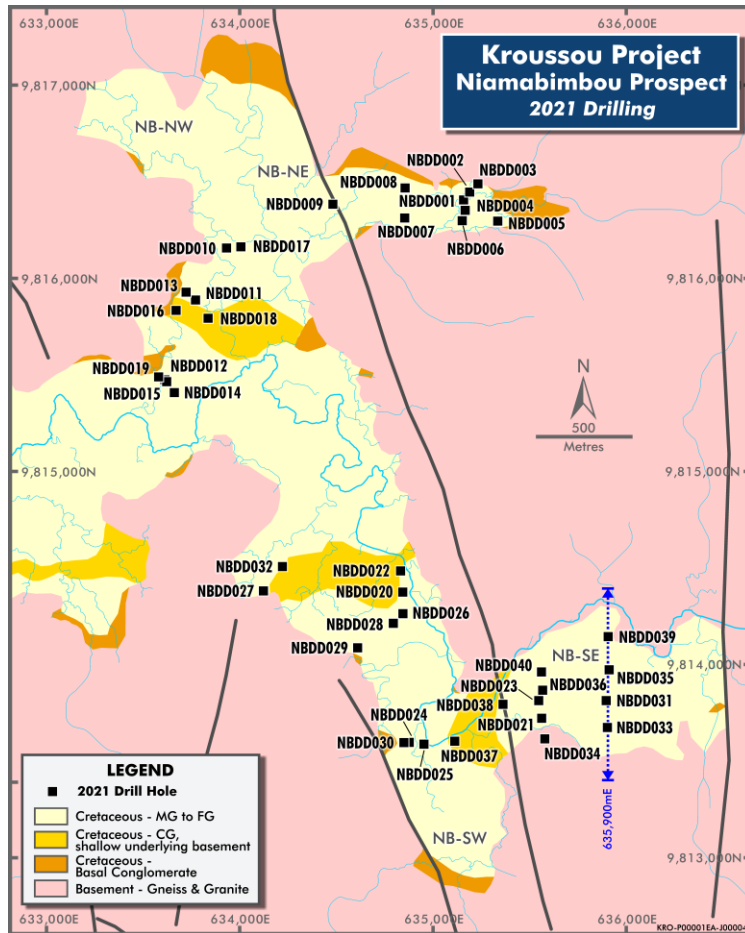 633,000E
634,000E
635,000E
636,000E
Kroussou Project
Niamabimbou Prospect
2021 Drilling
9,817,000N
NB-NW
NB-NE
NBDD002
NBDD003
NBDD008
NBDD001
NBDD004
NBDD009
NBDD005
NBDD007
NBDD006
NBDD010
NBDD017
9,816,000N
9,816,000N
NBDD013
NBDD011
NBDD016
NBDD018
NBDD019
NBDD012
NBDD015
NBDD014
N
500
Metres
9,815,000N
9,815,000N
NBDD032
NBDD022
NBDD027
NBDD020
NBDD026
NBDD028
NBDD029
NBDD039
NB-SE
9,814,000N
NBDD040
NBDD035
NBDD023
NBDD036
NBDD038
NBDD031
NBDD024
NBDD021
NBDD033
NBDD030
NBDD034
NBDD037
NBDD025
635,900mE
NB-SW
9,813,000N
LEGEND
2021 Drill Hole
Cretaceous - MG to FG
Cretaceous - CG,
shallow underlying basement
Cretaceous -
Basal Conglomerate
Basement - Gneiss & Granite
633,000E
634,000E
635,000E
636,000E